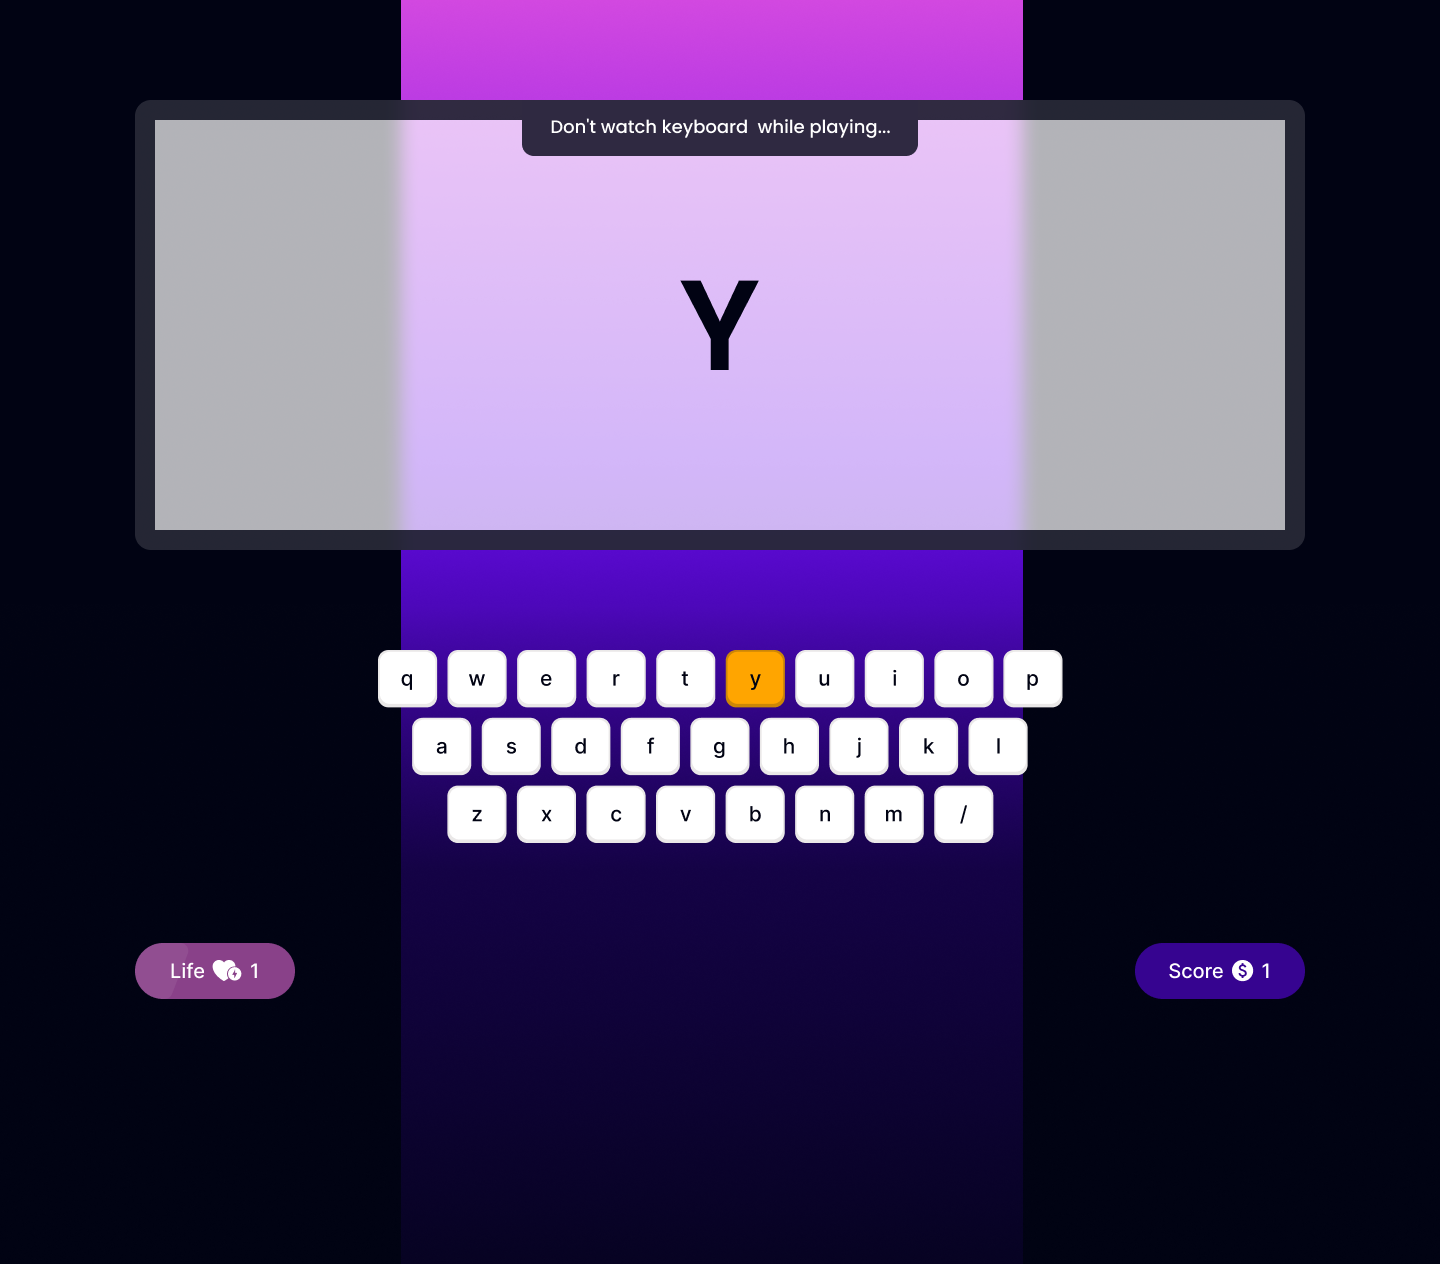 Don't watch keyboard  while playing...
Y
q w e r t y u i o p
a s d f g h j k l
z x c v b n m /
Life 1
Score $ 1